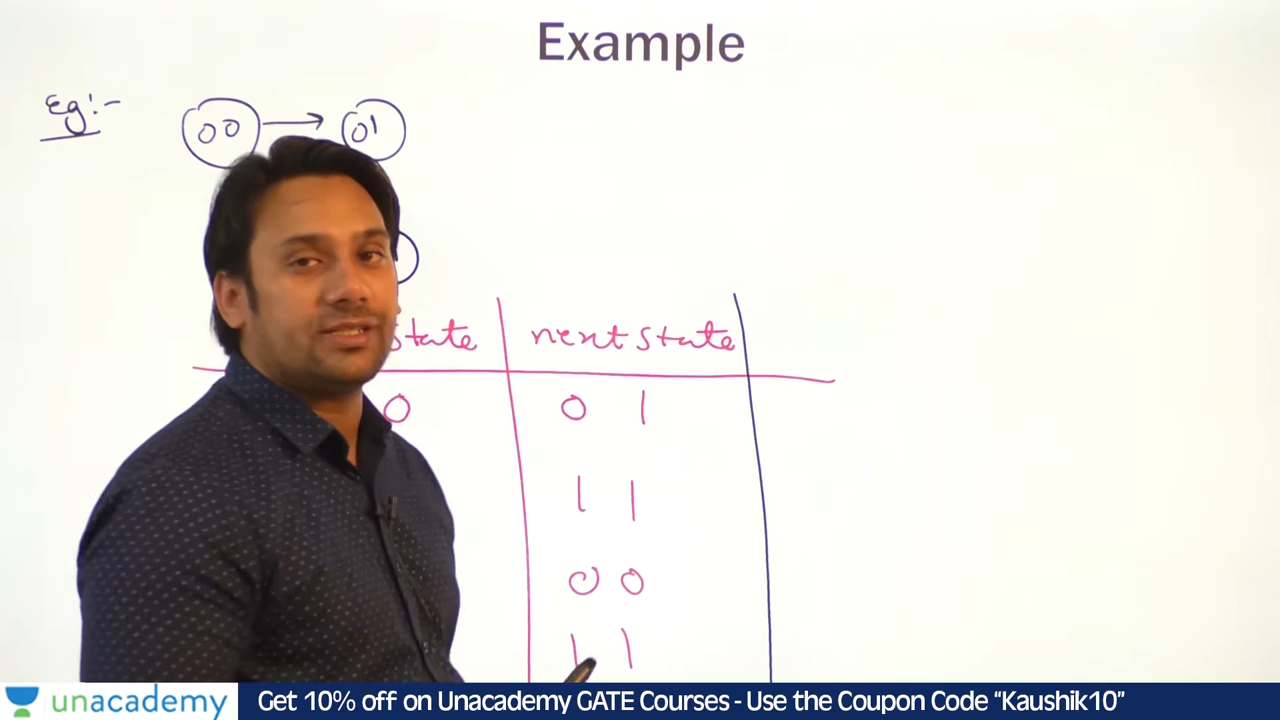 Example
Eg:-
00 → 01
state next state
0 0 1
1 1
0 0
1 1
unacademy Get 10% off on Unacademy GATE Courses - Use the Coupon Code "Kaushik10"